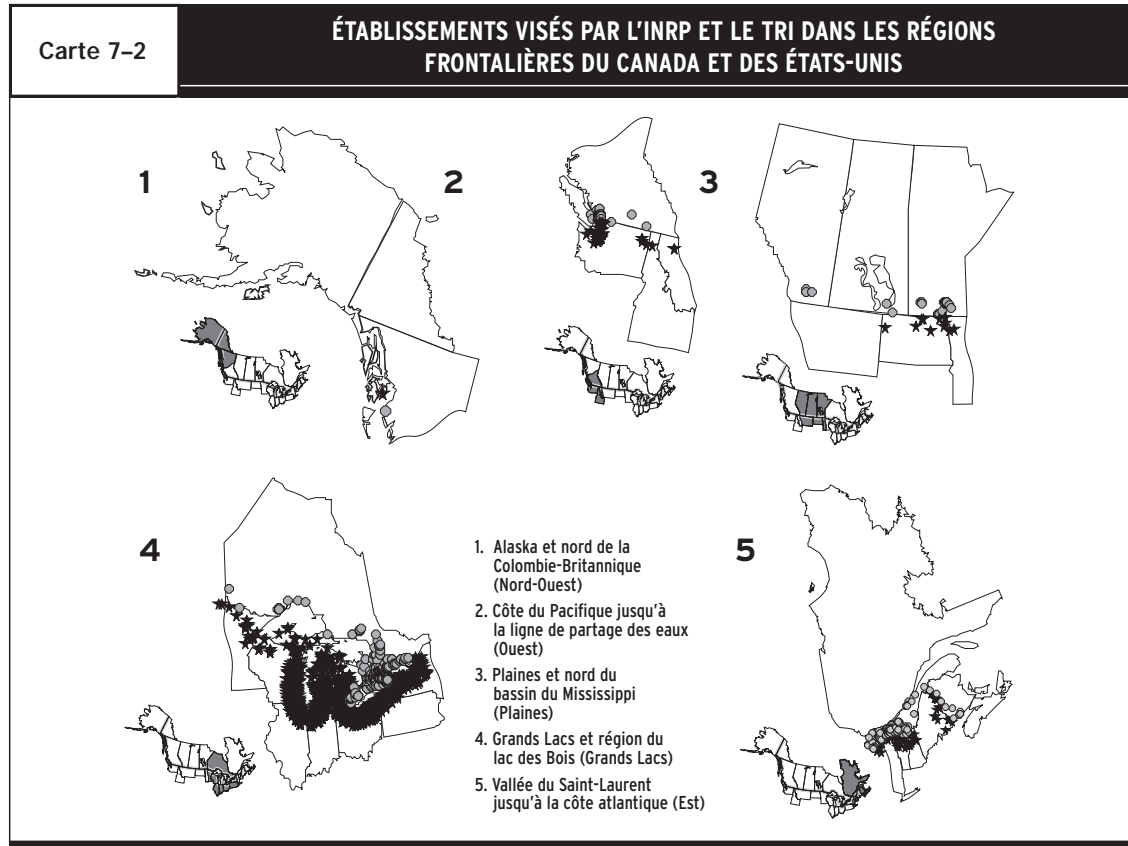 Carte 7–2
ÉTABLISSEMENTS VISÉS PAR L'INRP ET LE TRI DANS LES RÉGIONS
FRONTALIÈRES DU CANADA ET DES ÉTATS-UNIS
1
2
3
4
1. Alaska et nord de la
Colombie-Britannique
(Nord-Ouest)
2. Côte du Pacifique jusqu'à
la ligne de partage des eaux
(Ouest)
3. Plaines et nord du
bassin du Mississippi
(Plaines)
4. Grands Lacs et région du
lac des Bois (Grands Lacs)
5. Vallée du Saint-Laurent
jusqu'à la côte atlantique (Est)
5